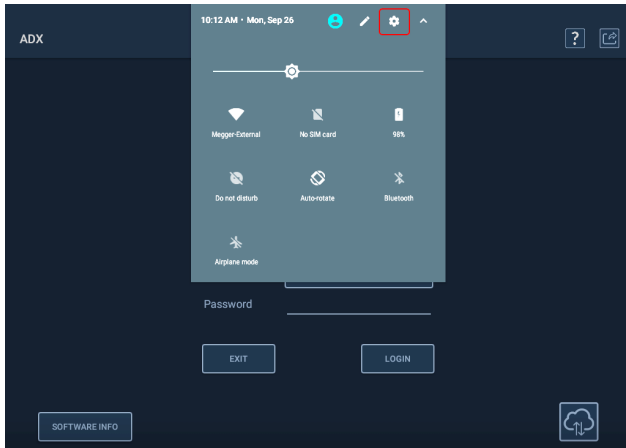 10:12 AM • Mon, Sep 26
ADX
?
Megger-External
No SIM card
98%
Do not disturb
Auto-rotate
Bluetooth
Airplane mode
Password
EXIT
LOGIN
SOFTWARE INFO